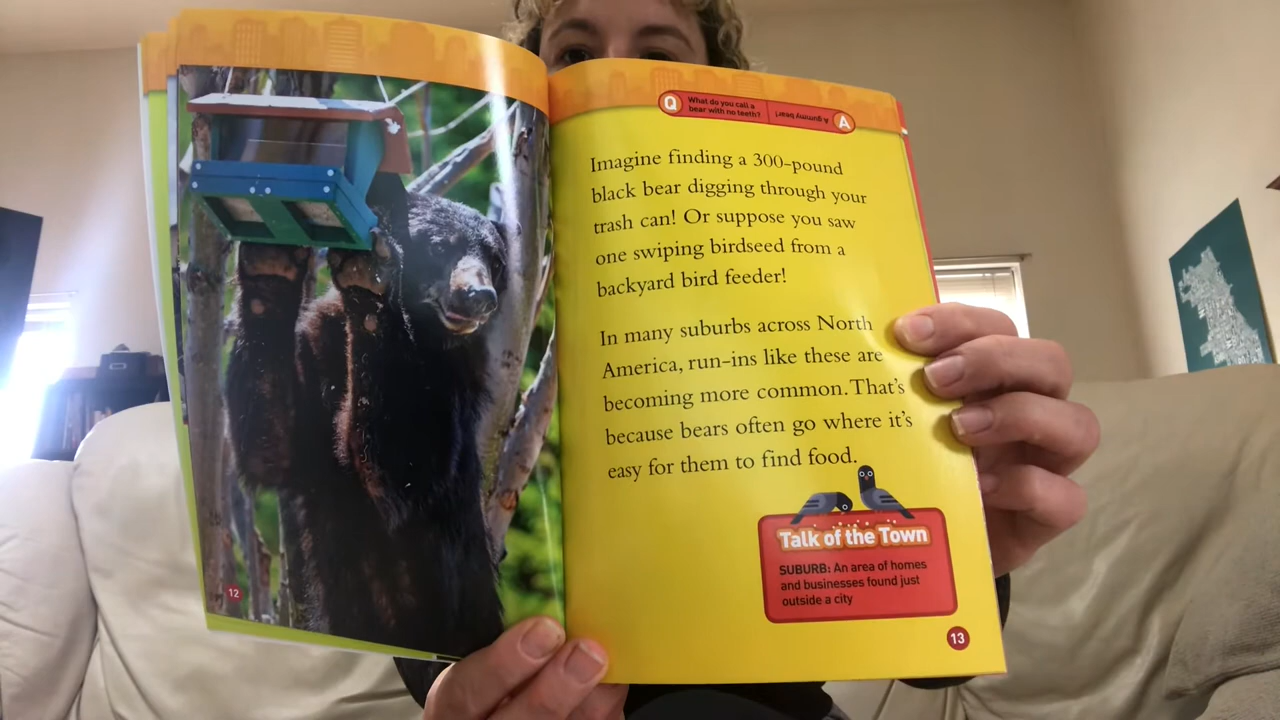 12
Q
What do you call a
bear with no teeth?
A gummy bear!
A
Imagine finding a 300-pound
black bear digging through your
trash can! Or suppose you saw
one swiping birdseed from a
backyard bird feeder!
In many suburbs across North
America, run-ins like these are
becoming more common. That's
because bears often go where it's
easy for them to find food.
Talk of the Town
SUBURB: An area of homes
and businesses found just
outside a city
13